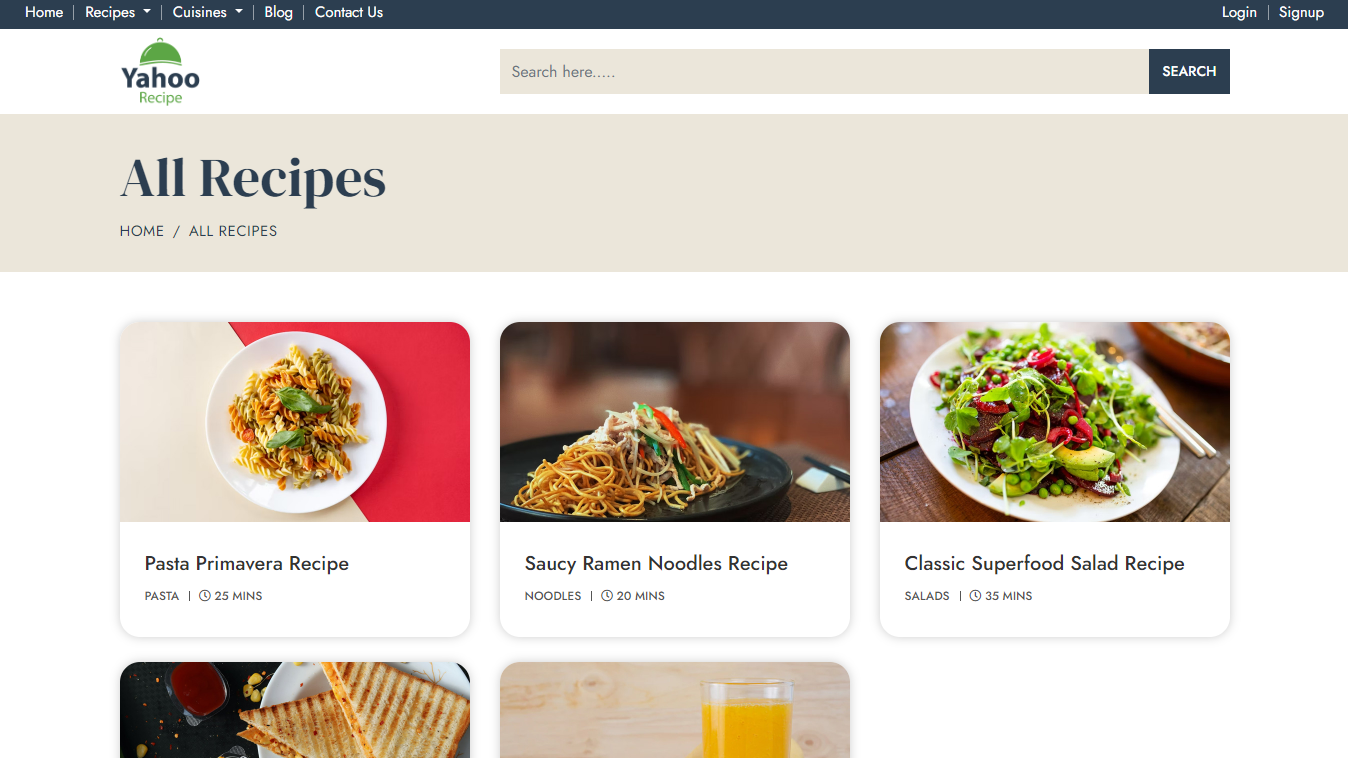 Home | Recipes | Cuisines | Blog | Contact Us
Login | Signup
Yahoo
Recipe
Search here.....
SEARCH
All Recipes
HOME / ALL RECIPES
Pasta Primavera Recipe
PASTA | 25 MINS
Saucy Ramen Noodles Recipe
NOODLES | 20 MINS
Classic Superfood Salad Recipe
SALADS | 35 MINS